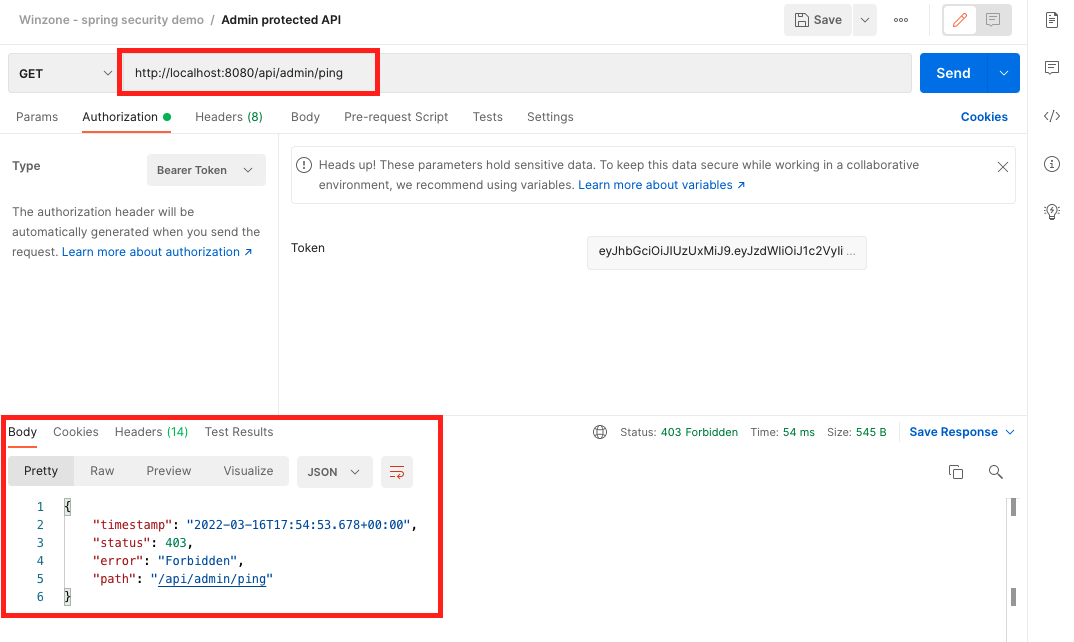 Winzone - spring security demo / Admin protected API
Save
GET
http://localhost:8080/api/admin/ping
Send
Params Authorization Headers (8) Body Pre-request Script Tests Settings Cookies
Type
Bearer Token
The authorization header will be
automatically generated when you send the
request. Learn more about authorization ↗
Heads up! These parameters hold sensitive data. To keep this data secure while working in a collaborative
environment, we recommend using variables. Learn more about variables ↗
Token
eyJhbGciOiJIUzUxMiJ9.eyJzdWIiOiJ1c2VyIi ...
Body Cookies Headers (14) Test Results
Status: 403 Forbidden Time: 54 ms Size: 545 B Save Response
Pretty Raw Preview Visualize JSON
1 {
2 "timestamp": "2022-03-16T17:54:53.678+00:00",
3 "status": 403,
4 "error": "Forbidden",
5 "path": "/api/admin/ping"
6 }